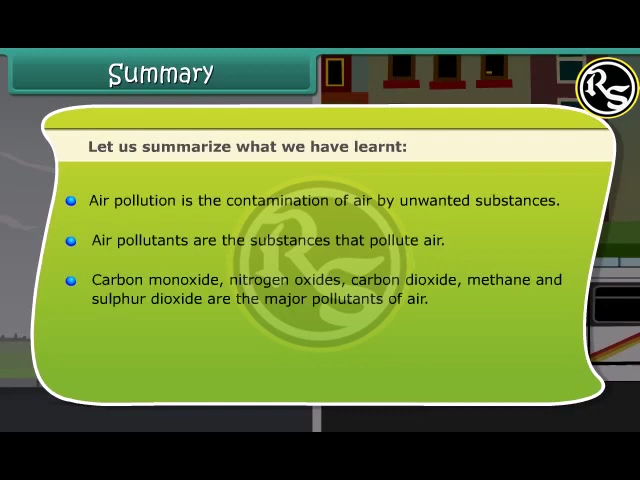 Summary
RS
Let us summarize what we have learnt:
Air pollution is the contamination of air by unwanted substances.
Air pollutants are the substances that pollute air.
Carbon monoxide, nitrogen oxides, carbon dioxide, methane and
sulphur dioxide are the major pollutants of air.
RS